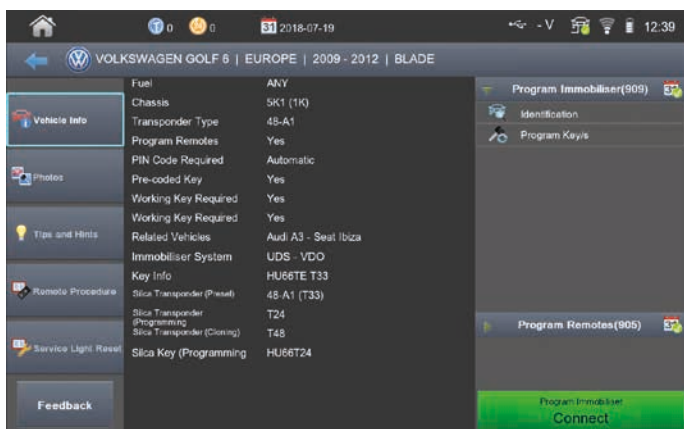 0 0 31 2018-07-19 - V 12:39
VOLKSWAGEN GOLF 6 | EUROPE | 2009 - 2012 | BLADE
Vehicle Info
Photos
Tips and Hints
Remote Procedure
Service Light Reset
Feedback
Fuel ANY
Chassis 5K1 (1K)
Transponder Type 48-A1
Program Remotes Yes
PIN Code Required Automatic
Pre-coded Key Yes
Working Key Required Yes
Working Key Required Yes
Related Vehicles Audi A3 - Seat Ibiza
Immobiliser System UDS - VDO
Key Info HU66TE T33
Silca Transponder (Preset) 48-A1 (T33)
Silca Transponder
(Programming T24
Silca Transponder (Cloning) T48
Silca Key (Programming HU66T24
Program Immobiliser(909)
Identification
Program Key/s
Program Remotes(905)
Program Immobiliser
Connect